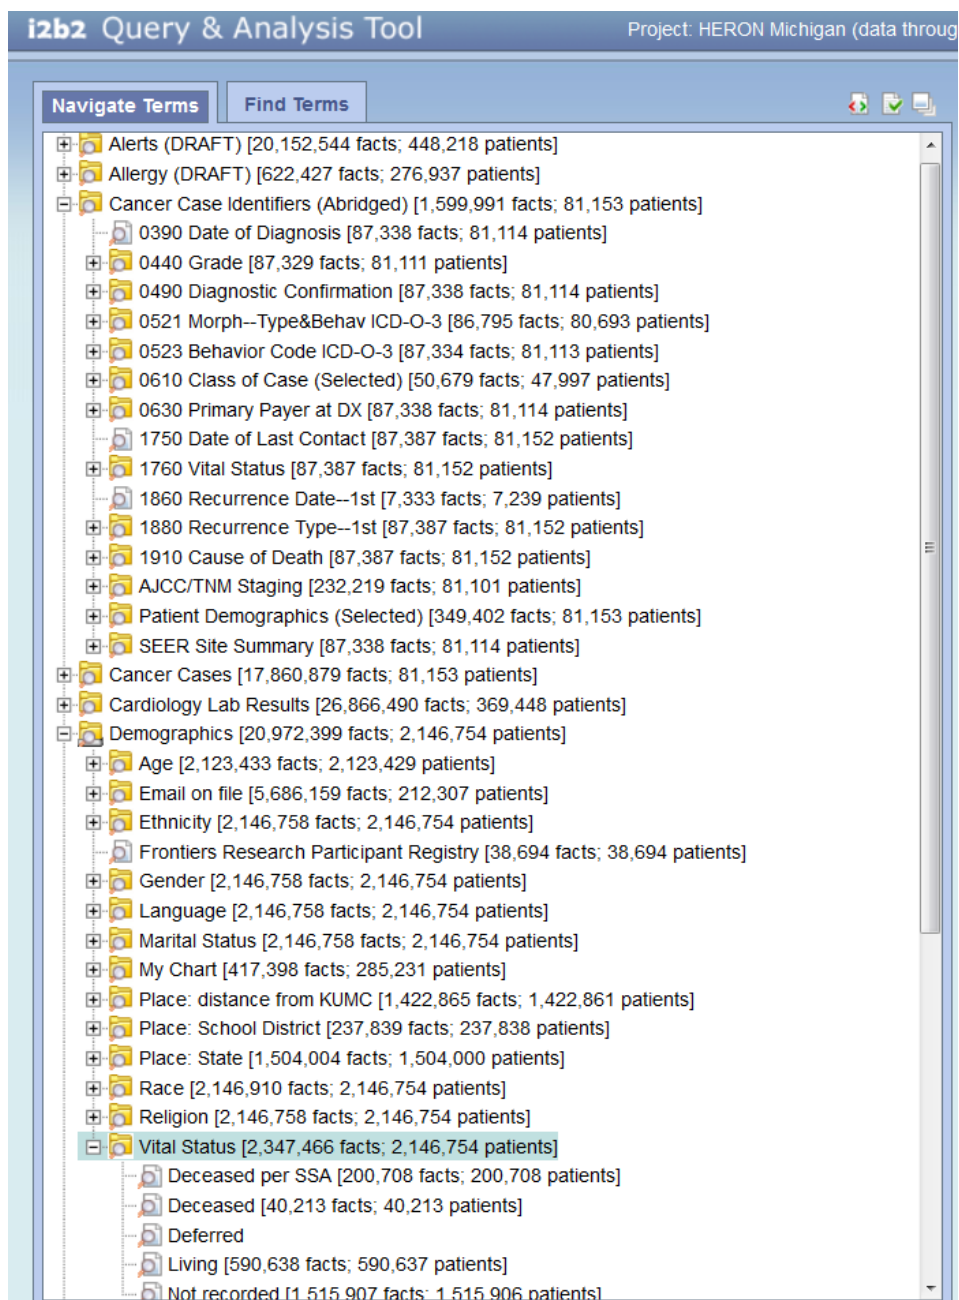 i2b2 Query & Analysis Tool Project: HERON Michigan (data throug
Navigate Terms Find Terms
Alerts (DRAFT) [20,152,544 facts; 448,218 patients]
Allergy (DRAFT) [622,427 facts; 276,937 patients]
Cancer Case Identifiers (Abridged) [1,599,991 facts; 81,153 patients]
0390 Date of Diagnosis [87,338 facts; 81,114 patients]
0440 Grade [87,329 facts; 81,111 patients]
0490 Diagnostic Confirmation [87,338 facts; 81,114 patients]
0521 Morph--Type&Behav ICD-O-3 [86,795 facts; 80,693 patients]
0523 Behavior Code ICD-O-3 [87,334 facts; 81,113 patients]
0610 Class of Case (Selected) [50,679 facts; 47,997 patients]
0630 Primary Payer at DX [87,338 facts; 81,114 patients]
1750 Date of Last Contact [87,387 facts; 81,152 patients]
1760 Vital Status [87,387 facts; 81,152 patients]
1860 Recurrence Date--1st [7,333 facts; 7,239 patients]
1880 Recurrence Type--1st [87,387 facts; 81,152 patients]
1910 Cause of Death [87,387 facts; 81,152 patients]
AJCC/TNM Staging [232,219 facts; 81,101 patients]
Patient Demographics (Selected) [349,402 facts; 81,153 patients]
SEER Site Summary [87,338 facts; 81,114 patients]
Cancer Cases [17,860,879 facts; 81,153 patients]
Cardiology Lab Results [26,866,490 facts; 369,448 patients]
Demographics [20,972,399 facts; 2,146,754 patients]
Age [2,123,433 facts; 2,123,429 patients]
Email on file [5,686,159 facts; 212,307 patients]
Ethnicity [2,146,758 facts; 2,146,754 patients]
Frontiers Research Participant Registry [38,694 facts; 38,694 patients]
Gender [2,146,758 facts; 2,146,754 patients]
Language [2,146,758 facts; 2,146,754 patients]
Marital Status [2,146,758 facts; 2,146,754 patients]
My Chart [417,398 facts; 285,231 patients]
Place: distance from KUMC [1,422,865 facts; 1,422,861 patients]
Place: School District [237,839 facts; 237,838 patients]
Place: State [1,504,004 facts; 1,504,000 patients]
Race [2,146,910 facts; 2,146,754 patients]
Religion [2,146,758 facts; 2,146,754 patients]
Vital Status [2,347,466 facts; 2,146,754 patients]
Deceased per SSA [200,708 facts; 200,708 patients]
Deceased [40,213 facts; 40,213 patients]
Deferred
Living [590,638 facts; 590,637 patients]
Not recorded [1,515,907 facts; 1,515,906 patients]